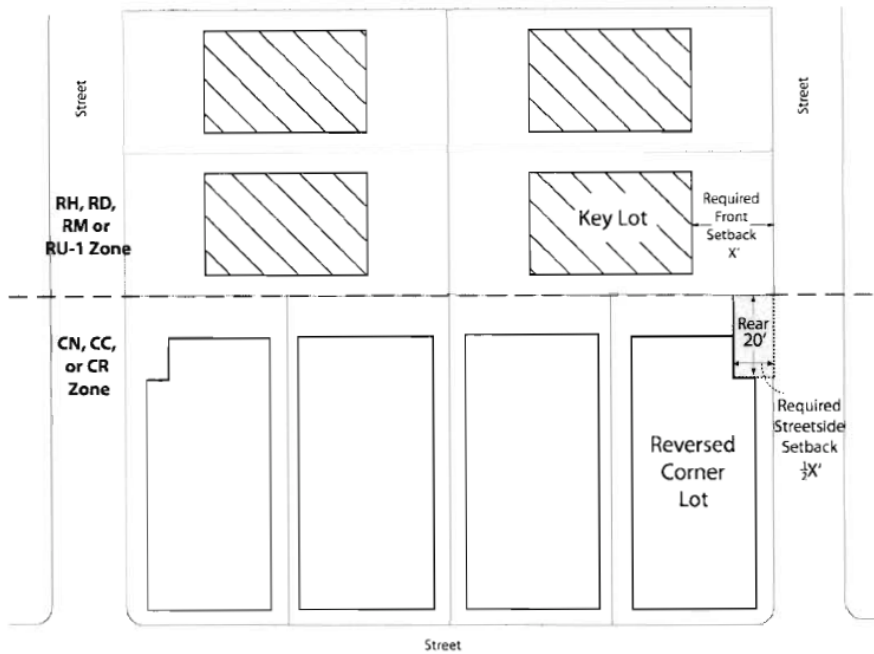 Street
Street
RH, RD,
RM or
RU-1 Zone
Key Lot
Required
Front
Setback
X'
CN, CC,
or CR
Zone
Rear
20'
Required
Streetside
Setback
½X'
Reversed
Corner
Lot
Street